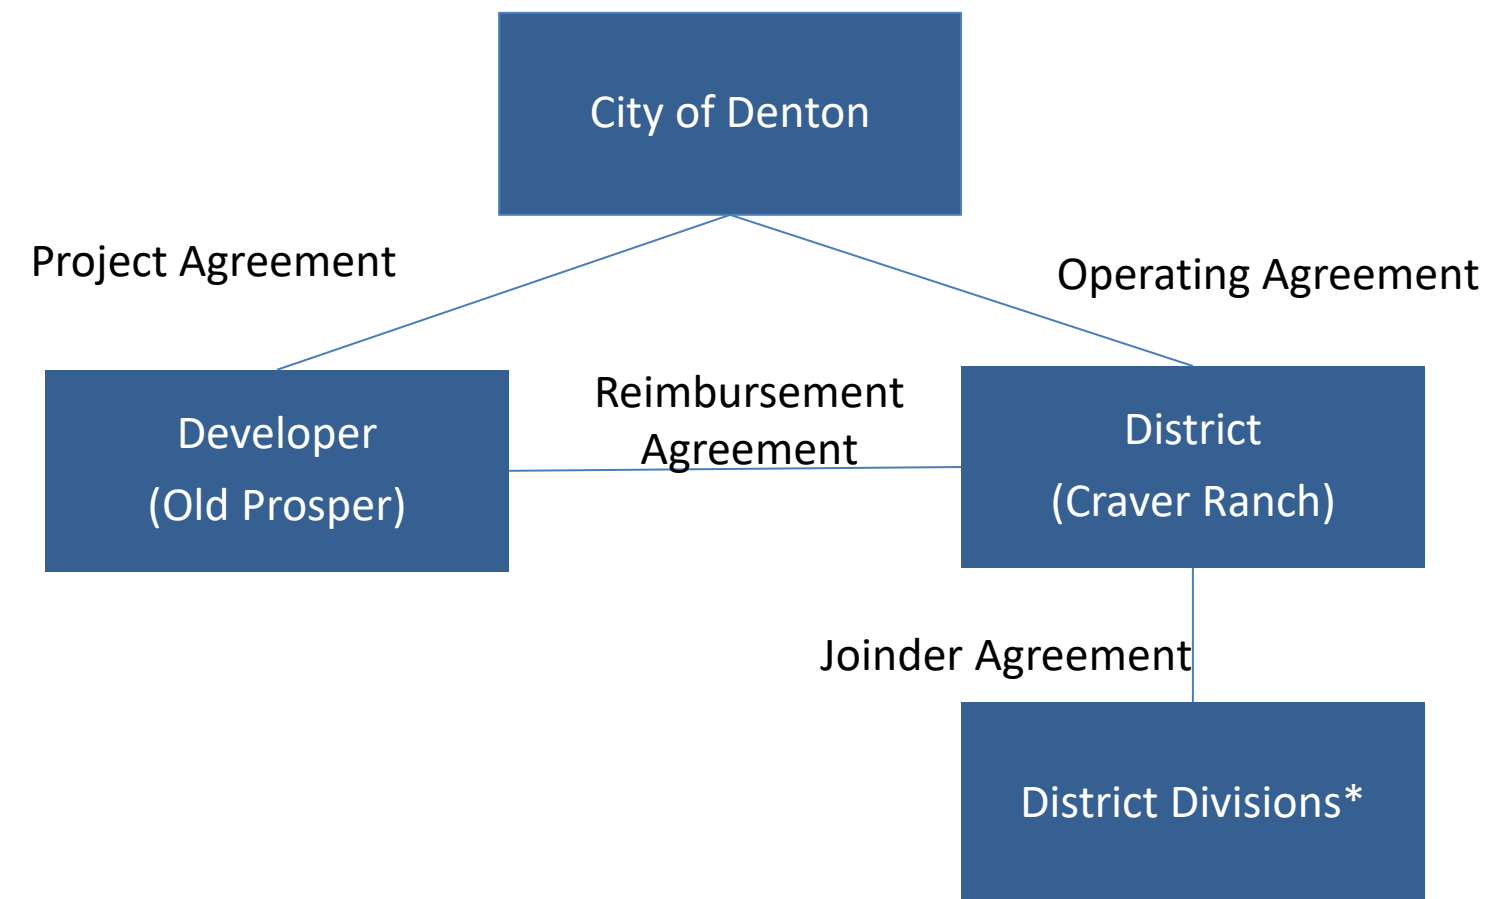 City of Denton
Project Agreement
Operating Agreement
Reimbursement
Agreement
Developer
(Old Prosper)
District
(Craver Ranch)
Joinder Agreement
District Divisions*